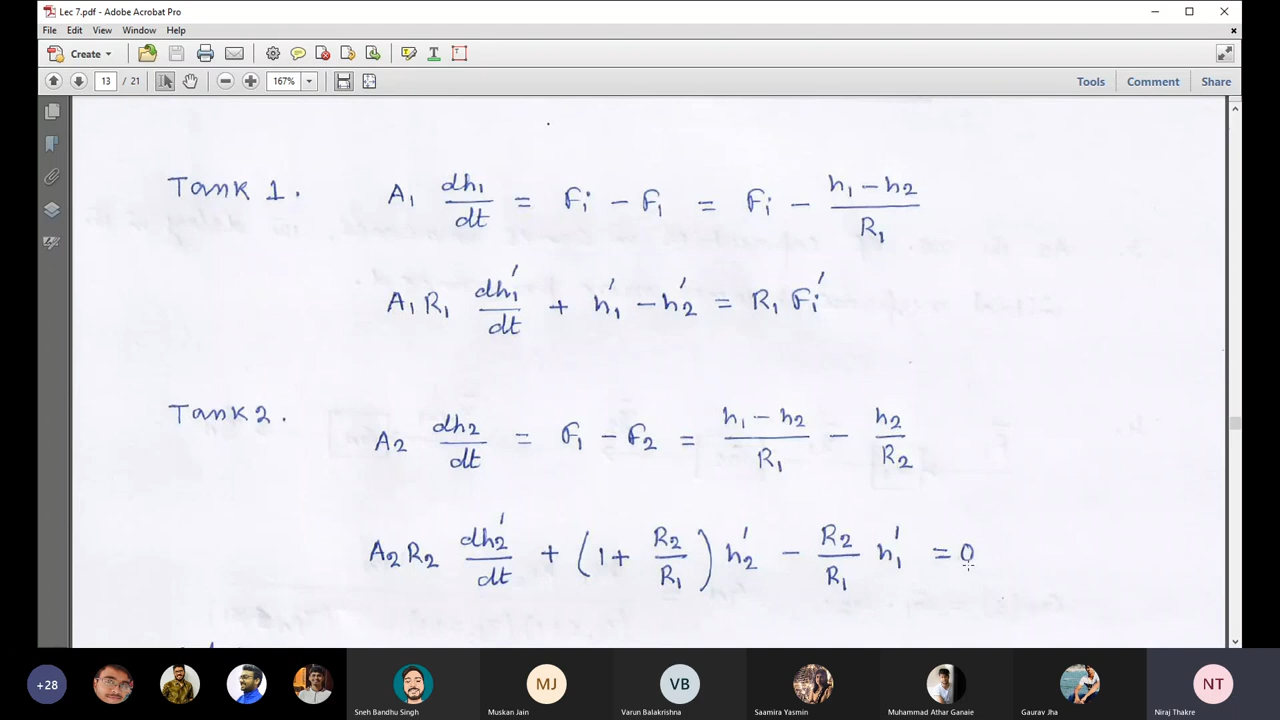 Lec 7.pdf - Adobe Acrobat Pro
File Edit View Window Help
Create
13 / 21 167% Tools Comment Share
Tank 1. A₁ dh₁/dt = Fi - F₁ = Fi - (h₁ - h₂)/R₁
A₁R₁ dh₁'/dt + h₁' - h₂' = R₁ Fi'
Tank 2. A₂ dh₂/dt = F₁ - F₂ = (h₁ - h₂)/R₁ - h₂/R₂
A₂R₂ dh₂'/dt + (1 + R₂/R₁) h₂' - R₂/R₁ h₁' = 0
+28 MJ VB NT
Sneh Bandhu Singh Muskan Jain Varun Balakrishna Saamira Yasmin Muhammad Athar Ganaie Gaurav Jha Niraj Thakre